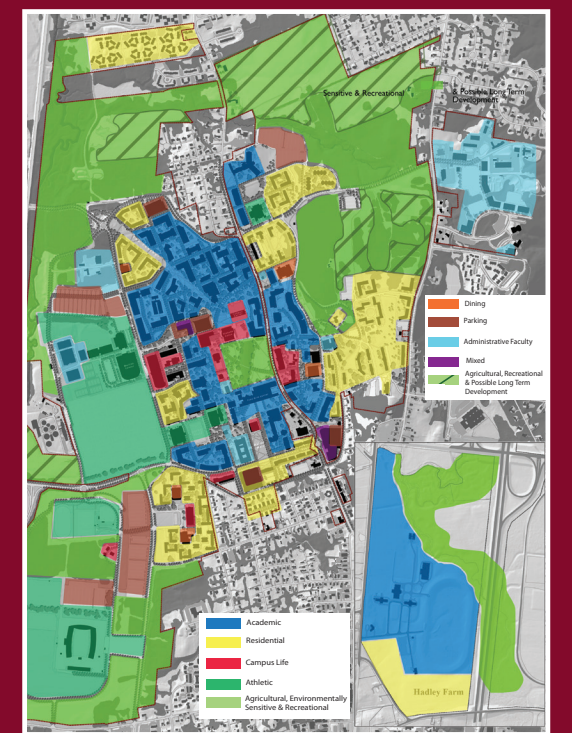 Sensitive & Recreational
& Possible Long Term
Development
Dining
Parking
Administrative Faculty
Mixed
Agricultural, Recreational
& Possible Long Term
Development
Academic
Residential
Campus Life
Athletic
Agricultural, Environmentally
Sensitive & Recreational
Hadley Farm